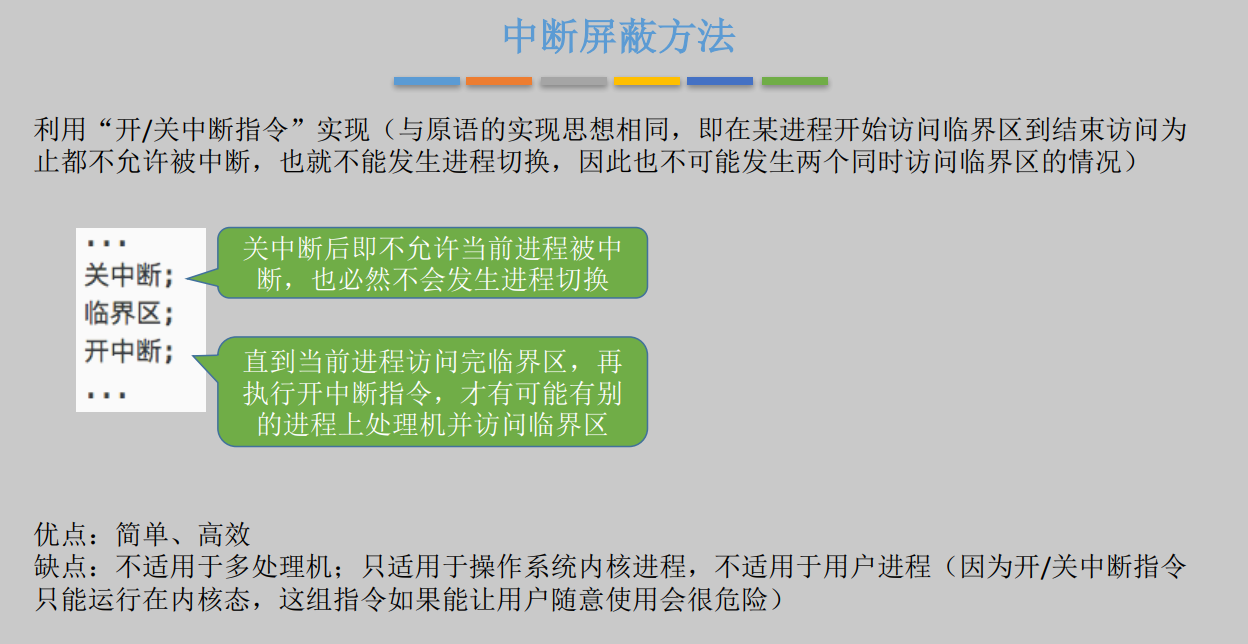 中断屏蔽方法
利用“开/关中断指令”实现（与原语的实现思想相同，即在某进程开始访问临界区到结束访问为
止都不允许被中断，也就不能发生进程切换，因此也不可能发生两个同时访问临界区的情况）
...
关中断;
临界区;
开中断;
...
关中断后即不允许当前进程被中
断，也必然不会发生进程切换
直到当前进程访问完临界区，再
执行开中断指令，才有可能有别
的进程上处理机并访问临界区
优点：简单、高效
缺点：不适用于多处理机；只适用于操作系统内核进程，不适用于用户进程（因为开/关中断指令
只能运行在内核态，这组指令如果能让用户随意使用会很危险）